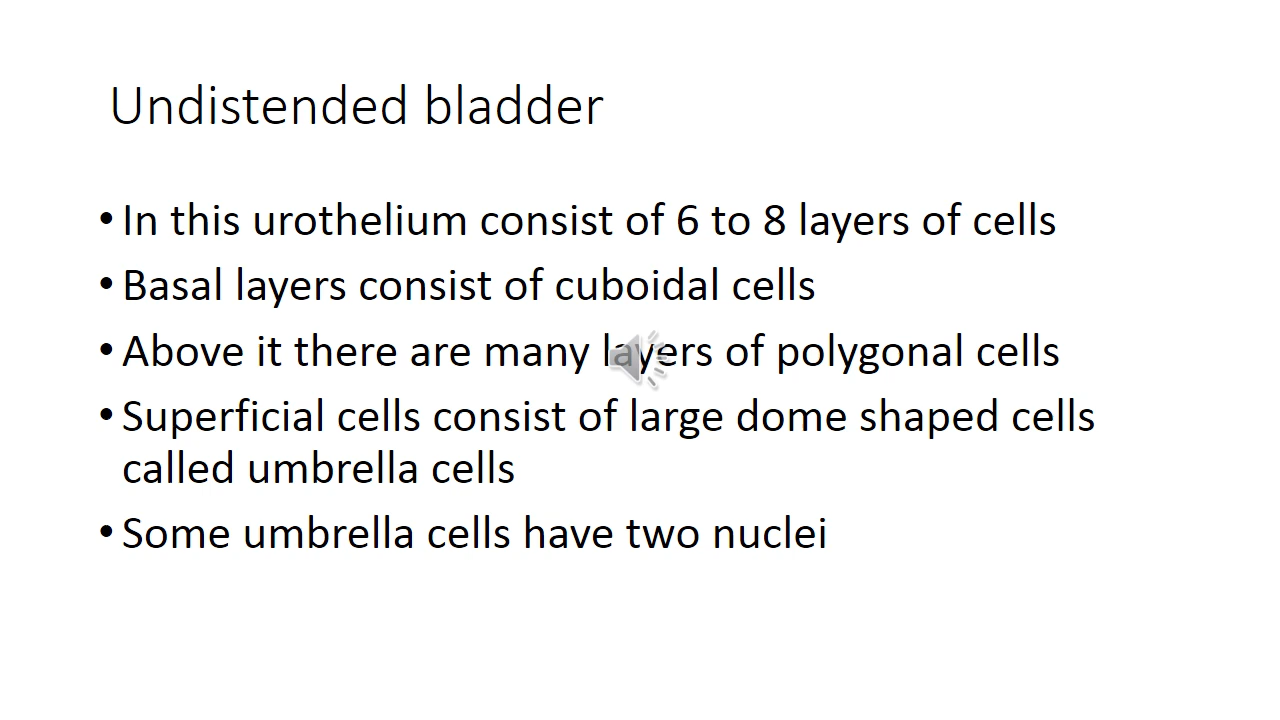 Undistended bladder
• In this urothelium consist of 6 to 8 layers of cells
• Basal layers consist of cuboidal cells
• Above it there are many layers of polygonal cells
• Superficial cells consist of large dome shaped cells
called umbrella cells
• Some umbrella cells have two nuclei